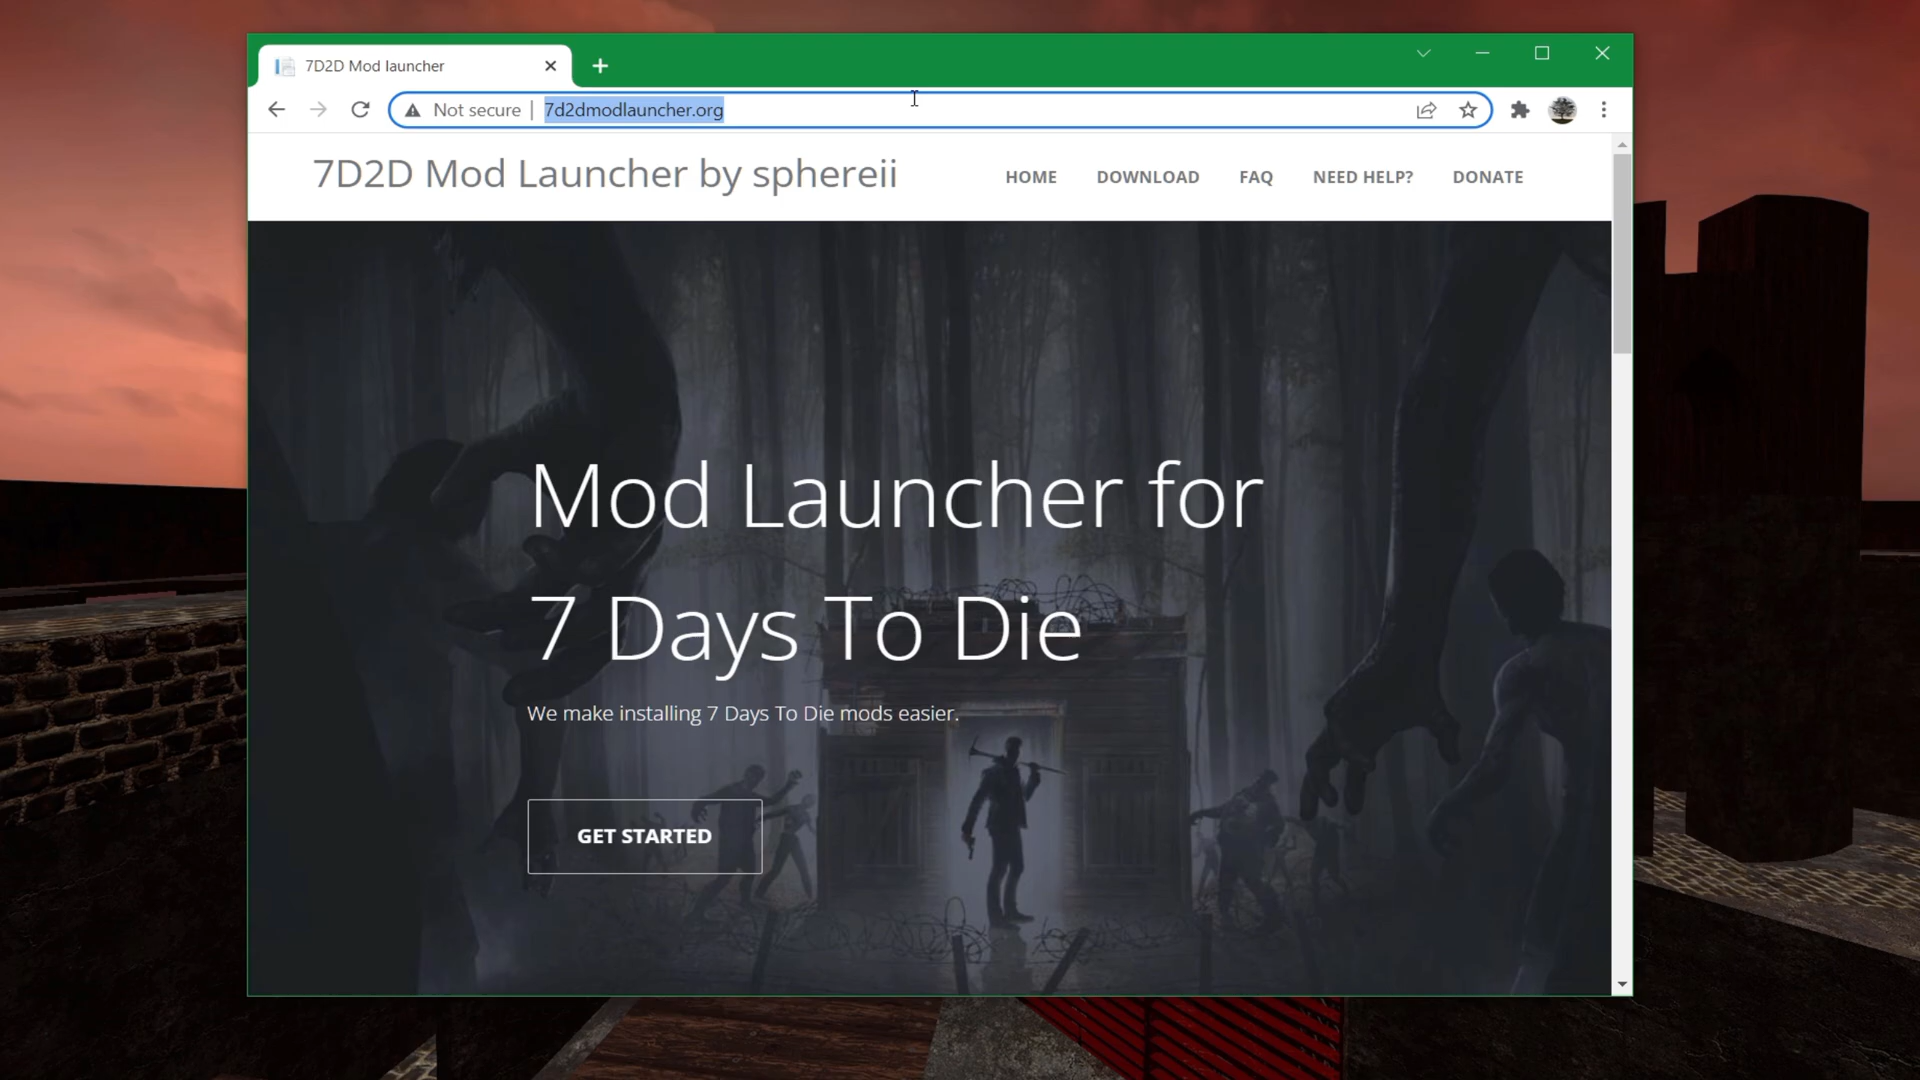 7D2D Mod launcher
Not secure | 7d2dmodlauncher.org
7D2D Mod Launcher by sphereii
HOME DOWNLOAD FAQ NEED HELP? DONATE
Mod Launcher for
7 Days To Die
We make installing 7 Days To Die mods easier.
GET STARTED